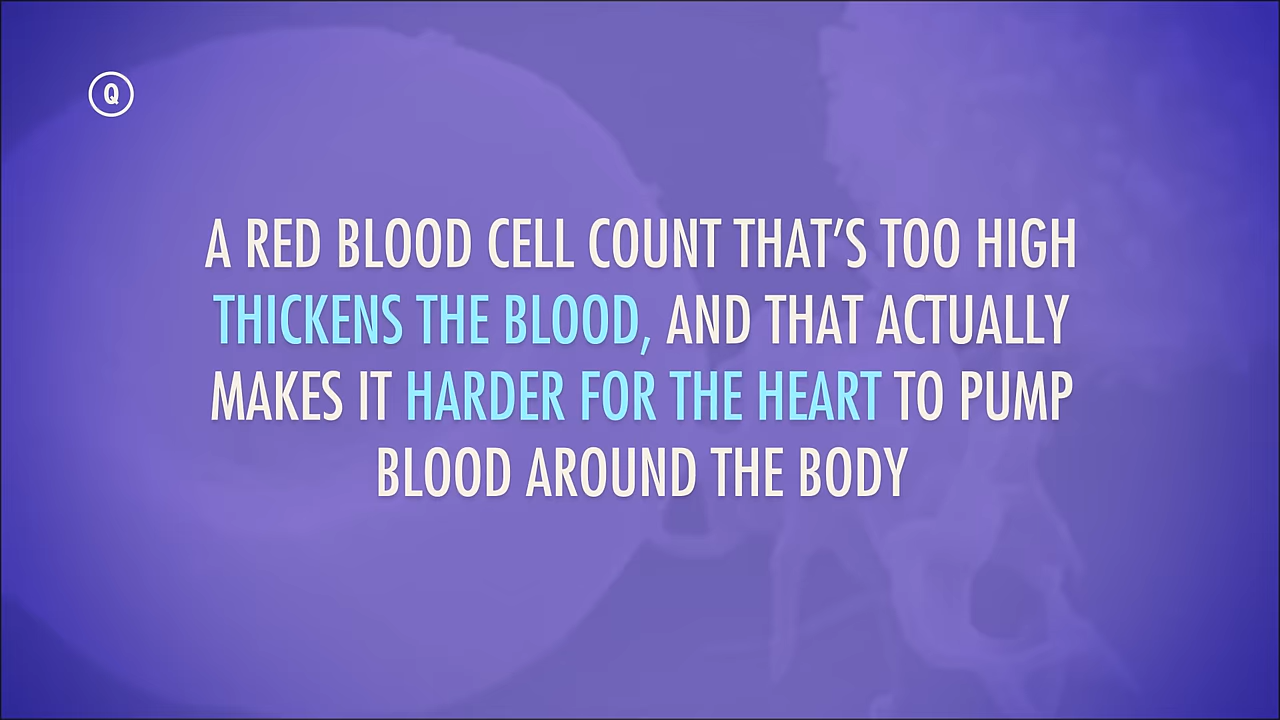 Q
A RED BLOOD CELL COUNT THAT'S TOO HIGH
THICKENS THE BLOOD, AND THAT ACTUALLY
MAKES IT HARDER FOR THE HEART TO PUMP
BLOOD AROUND THE BODY